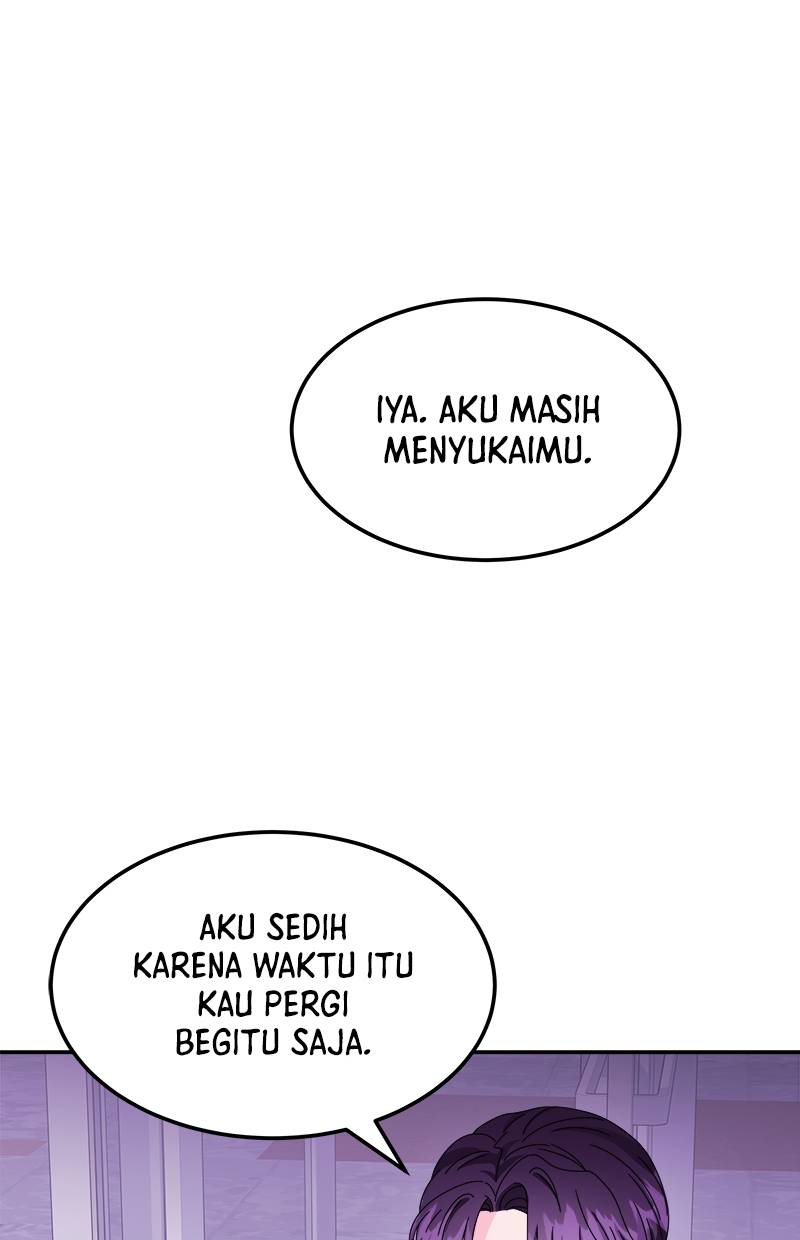 IYA. AKU MASIH
MENYUKAIMU.
AKU SEDIH
KARENA WAKTU ITU
KAU PERGI
BEGITU SAJA.